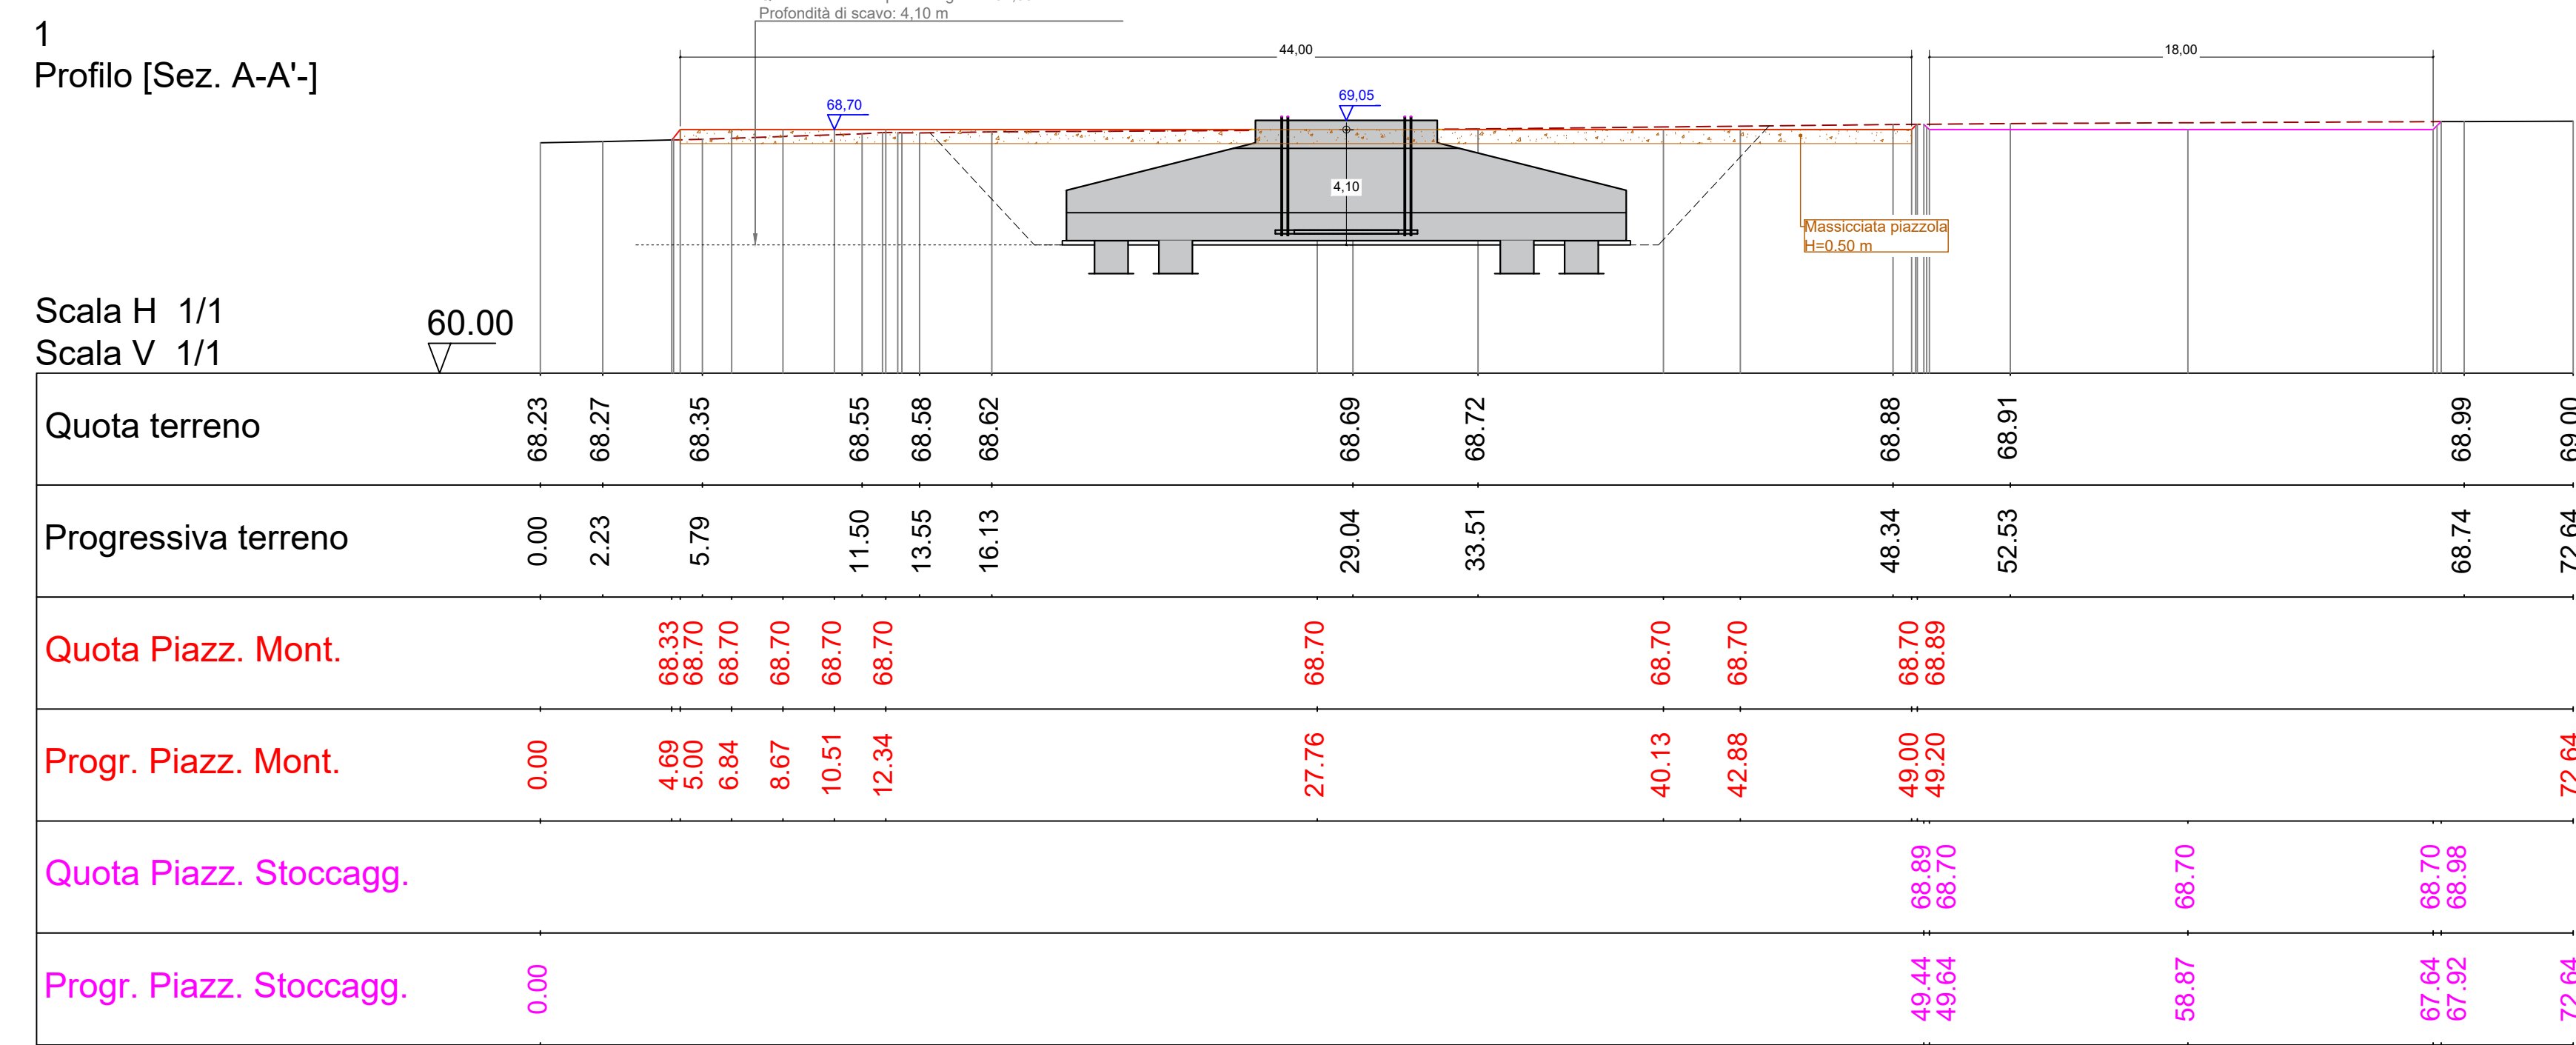 Profondità di scavo: 4,10 m
1
Profilo [Sez. A-A'-]
44,00
18,00
68,70
69,05
4,10
Massicciata piazzola
H=0.50 m
Scala H 1/1
Scala V 1/1
60.00
Quota terreno 68.23 68.27 68.35 68.55 68.58 68.62 68.69 68.72 68.88 68.91 68.99 69.00
Progressiva terreno 0.00 2.23 5.79 11.50 13.55 16.13 29.04 33.51 48.34 52.53 68.74 72.64
Quota Piazz. Mont. 68.33 68.70 68.70 68.70 68.70 68.70 68.70 68.70 68.70 68.70 68.89
Progr. Piazz. Mont. 0.00 4.69 5.00 6.84 8.67 10.51 12.34 27.76 40.13 42.88 49.00 49.20 72.64
Quota Piazz. Stoccagg. 68.89 68.70 68.70 68.70 68.98
Progr. Piazz. Stoccagg. 0.00 49.44 49.64 58.87 67.64 67.92 72.64